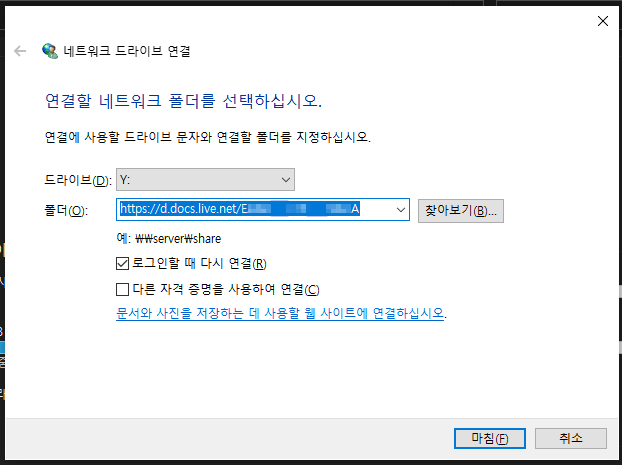 네트워크 드라이브 연결
연결할 네트워크 폴더를 선택하십시오.
연결에 사용할 드라이브 문자와 연결할 폴더를 지정하십시오.
드라이브(D): Y:
폴더(O): https://d.docs.live.net/E A 찾아보기(B)...
예: ₩₩server₩share
로그인할 때 다시 연결(R)
다른 자격 증명을 사용하여 연결(C)
문서와 사진을 저장하는 데 사용할 웹 사이트에 연결하십시오.
마침(F) 취소